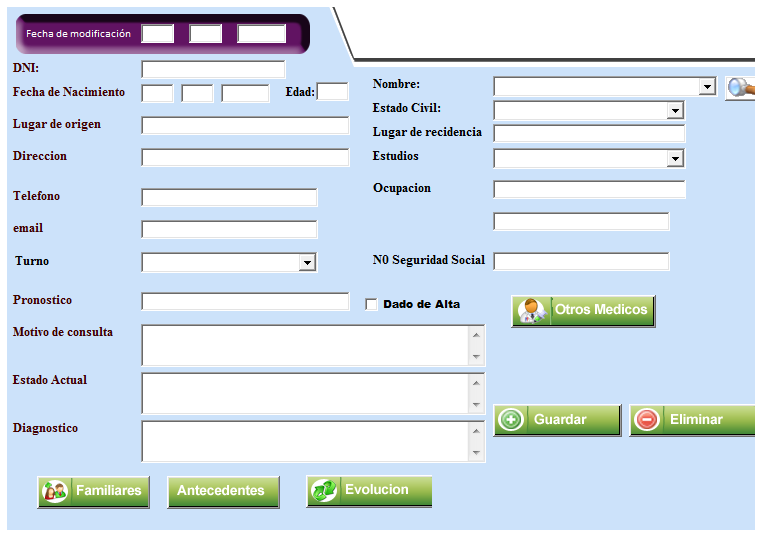 Fecha de modificación
DNI:
Fecha de Nacimiento
Edad:
Nombre:
Estado Civil:
Lugar de origen
Lugar de recidencia
Direccion
Estudios
Telefono
Ocupacion
email
Turno
N0 Seguridad Social
Pronostico
Dado de Alta
Otros Medicos
Motivo de consulta
Estado Actual
Guardar
Eliminar
Diagnostico
Familiares
Antecedentes
Evolucion